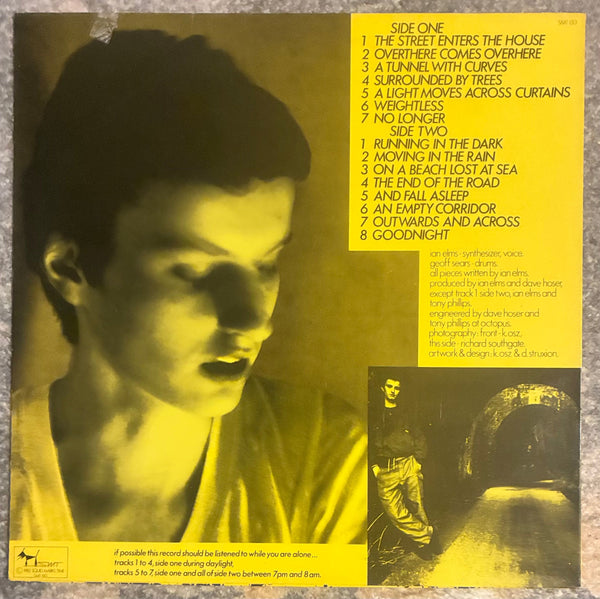 SIDE ONE
1 THE STREET ENTERS THE HOUSE
2 OVERTHERE COMES OVERHERE
3 A TUNNEL WITH CURVES
4 SURROUNDED BY TREES
5 A LIGHT MOVES ACROSS CURTAINS
6 WEIGHTLESS
7 NO LONGER
SIDE TWO
1 RUNNING IN THE DARK
2 MOVING IN THE RAIN
3 ON A BEACH LOST AT SEA
4 THE END OF THE ROAD
5 AND FALL ASLEEP
6 AN EMPTY CORRIDOR
7 OUTWARDS AND ACROSS
8 GOODNIGHT
ian elms - synthesizer, voice.
geoff sears - drums.
all pieces written by ian elms.
produced by ian elms and dave hoser,
except track 1 side two, ian elms and
tony phillips.
engineered by dave hoser and
tony phillips at octopus.
photography: front - k.osz,
this side - richard southgate.
artwork & design: k.osz & d. struxion.
if possible this record should be listened to while you are alone...
tracks 1 to 4, side one during daylight,
tracks 5 to 7, side one and all of side two between 7pm and 8am.